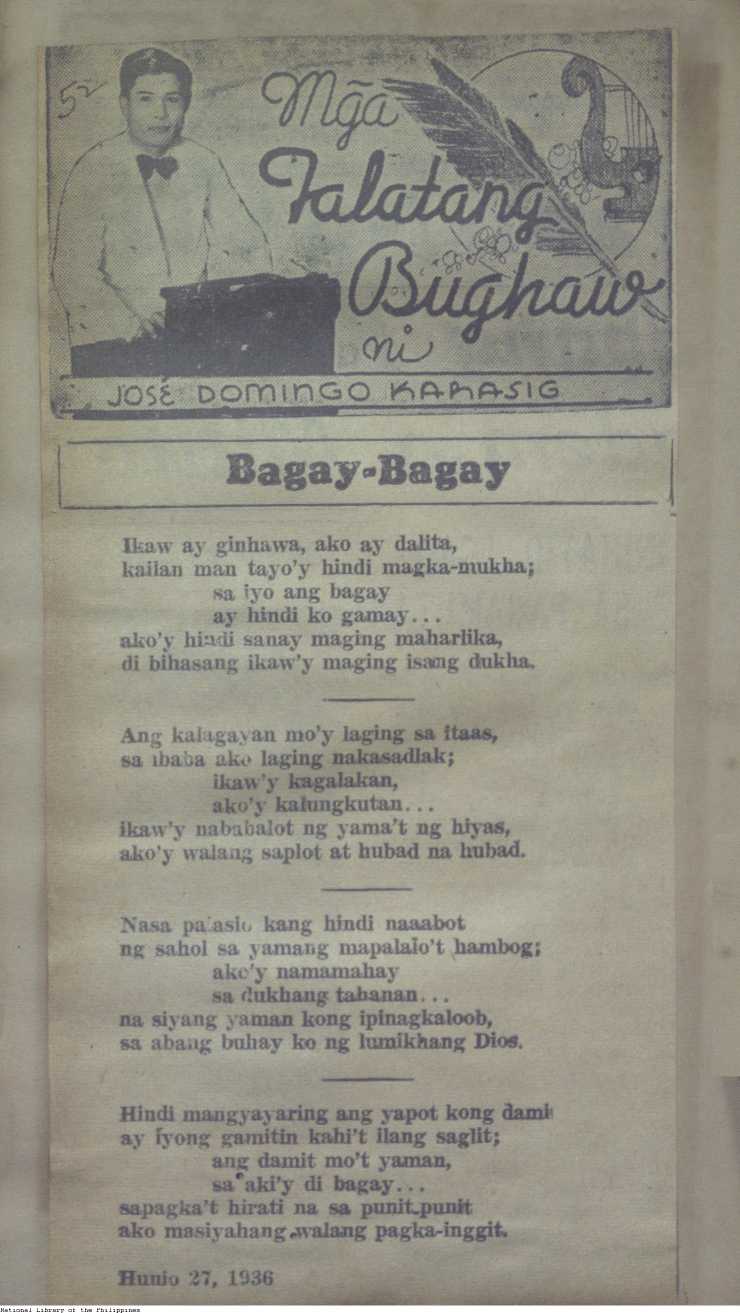 52
Mga
Talatang
Bughaw
ni
JOSÉ DOMINGO KARASIG
Bagay-Bagay
Ikaw ay ginhawa, ako ay dalita,
kailan man tayo'y hindi magka-mukha;
sa iyo ang bagay
ay hindi ko gamay...
ako'y hindi sanay maging maharlika,
di bihasang ikaw'y maging isang dukha.
Ang kalagayan mo'y laging sa itaas,
sa ibaba ako laging nakasadlak;
ikaw'y kagalakan,
ako'y kalungkutan...
ikaw'y nababalot ng yama't ng hiyas,
ako'y walang saplot at hubad na hubad.
Nasa palasio kang hindi naaabot
ng sahol sa yamang mapalalo't hambog;
ako'y namamahay
sa dukhang tahanan...
na siyang yaman kong ipinagkaloob,
sa abang buhay ko ng lumikhang Dios.
Hindi mangyayaring ang yapot kong damit
ay iyong gamitin kahi't ilang saglit;
ang damit mo't yaman,
sa aki'y di bagay...
sapagka't hirati na sa punit-punit
ako masiyahang walang pagka-inggit.
Hunio 27, 1936
National Library of the Philippines